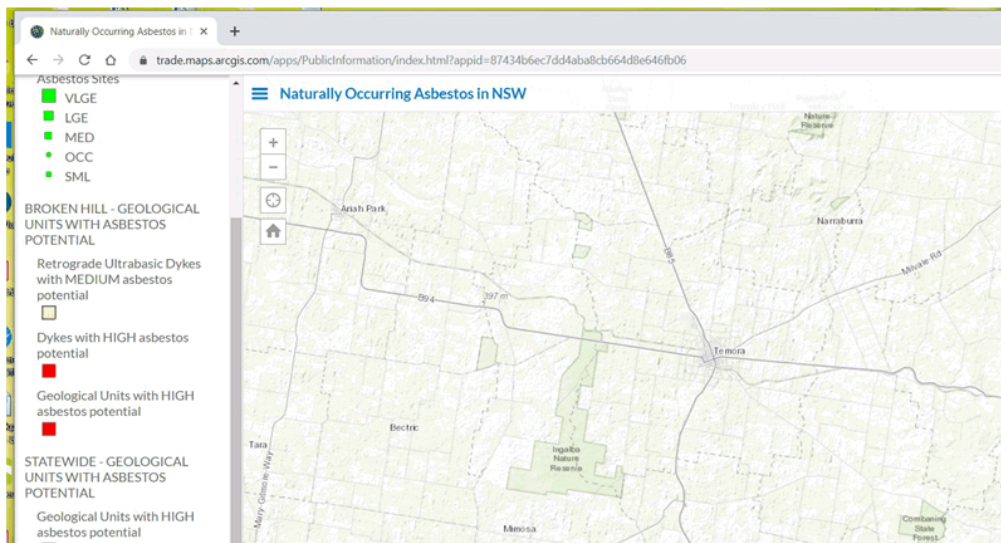 Naturally Occurring Asbestos in
trade.maps.arcgis.com/apps/PublicInformation/index.html?appid=87434b6ec7dd4aba8cb664d8e646fb06
Asbestos Sites
VLGE
LGE
MED
OCC
SML
BROKEN HILL - GEOLOGICAL
UNITS WITH ASBESTOS
POTENTIAL
Retrograde Ultrabasic Dykes
with MEDIUM asbestos
potential
Dykes with HIGH asbestos
potential
Geological Units with HIGH
asbestos potential
STATEWIDE - GEOLOGICAL
UNITS WITH ASBESTOS
POTENTIAL
Geological Units with HIGH
asbestos potential
Naturally Occurring Asbestos in NSW
Nature
Reserve
Ariah Park
Narraburra
B85
Milvale Rd
B94
397 m
Temora
Bectric
Tara
Ingalba
Nature
Reserve
Mary-Gilmore-Way
Mimosa
Combaning
State
Forest